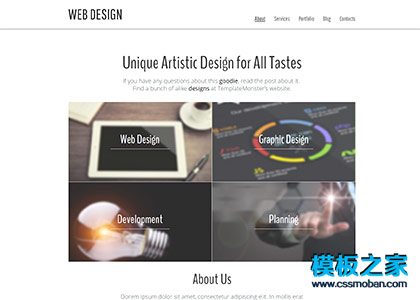 WEB DESIGN
About Services Portfolio Blog Contacts
Unique Artistic Design for All Tastes
If you have any questions about this goodie, read the post about it.
Find a bunch of alike designs at TemplateMonster's website.
Web Design
Graphic Design
Development
Planning
About Us
Dorem ipsum dolor sit amet, consectetur adipiscing elit. In mollis erat
模板之家
www.cssmoban.com